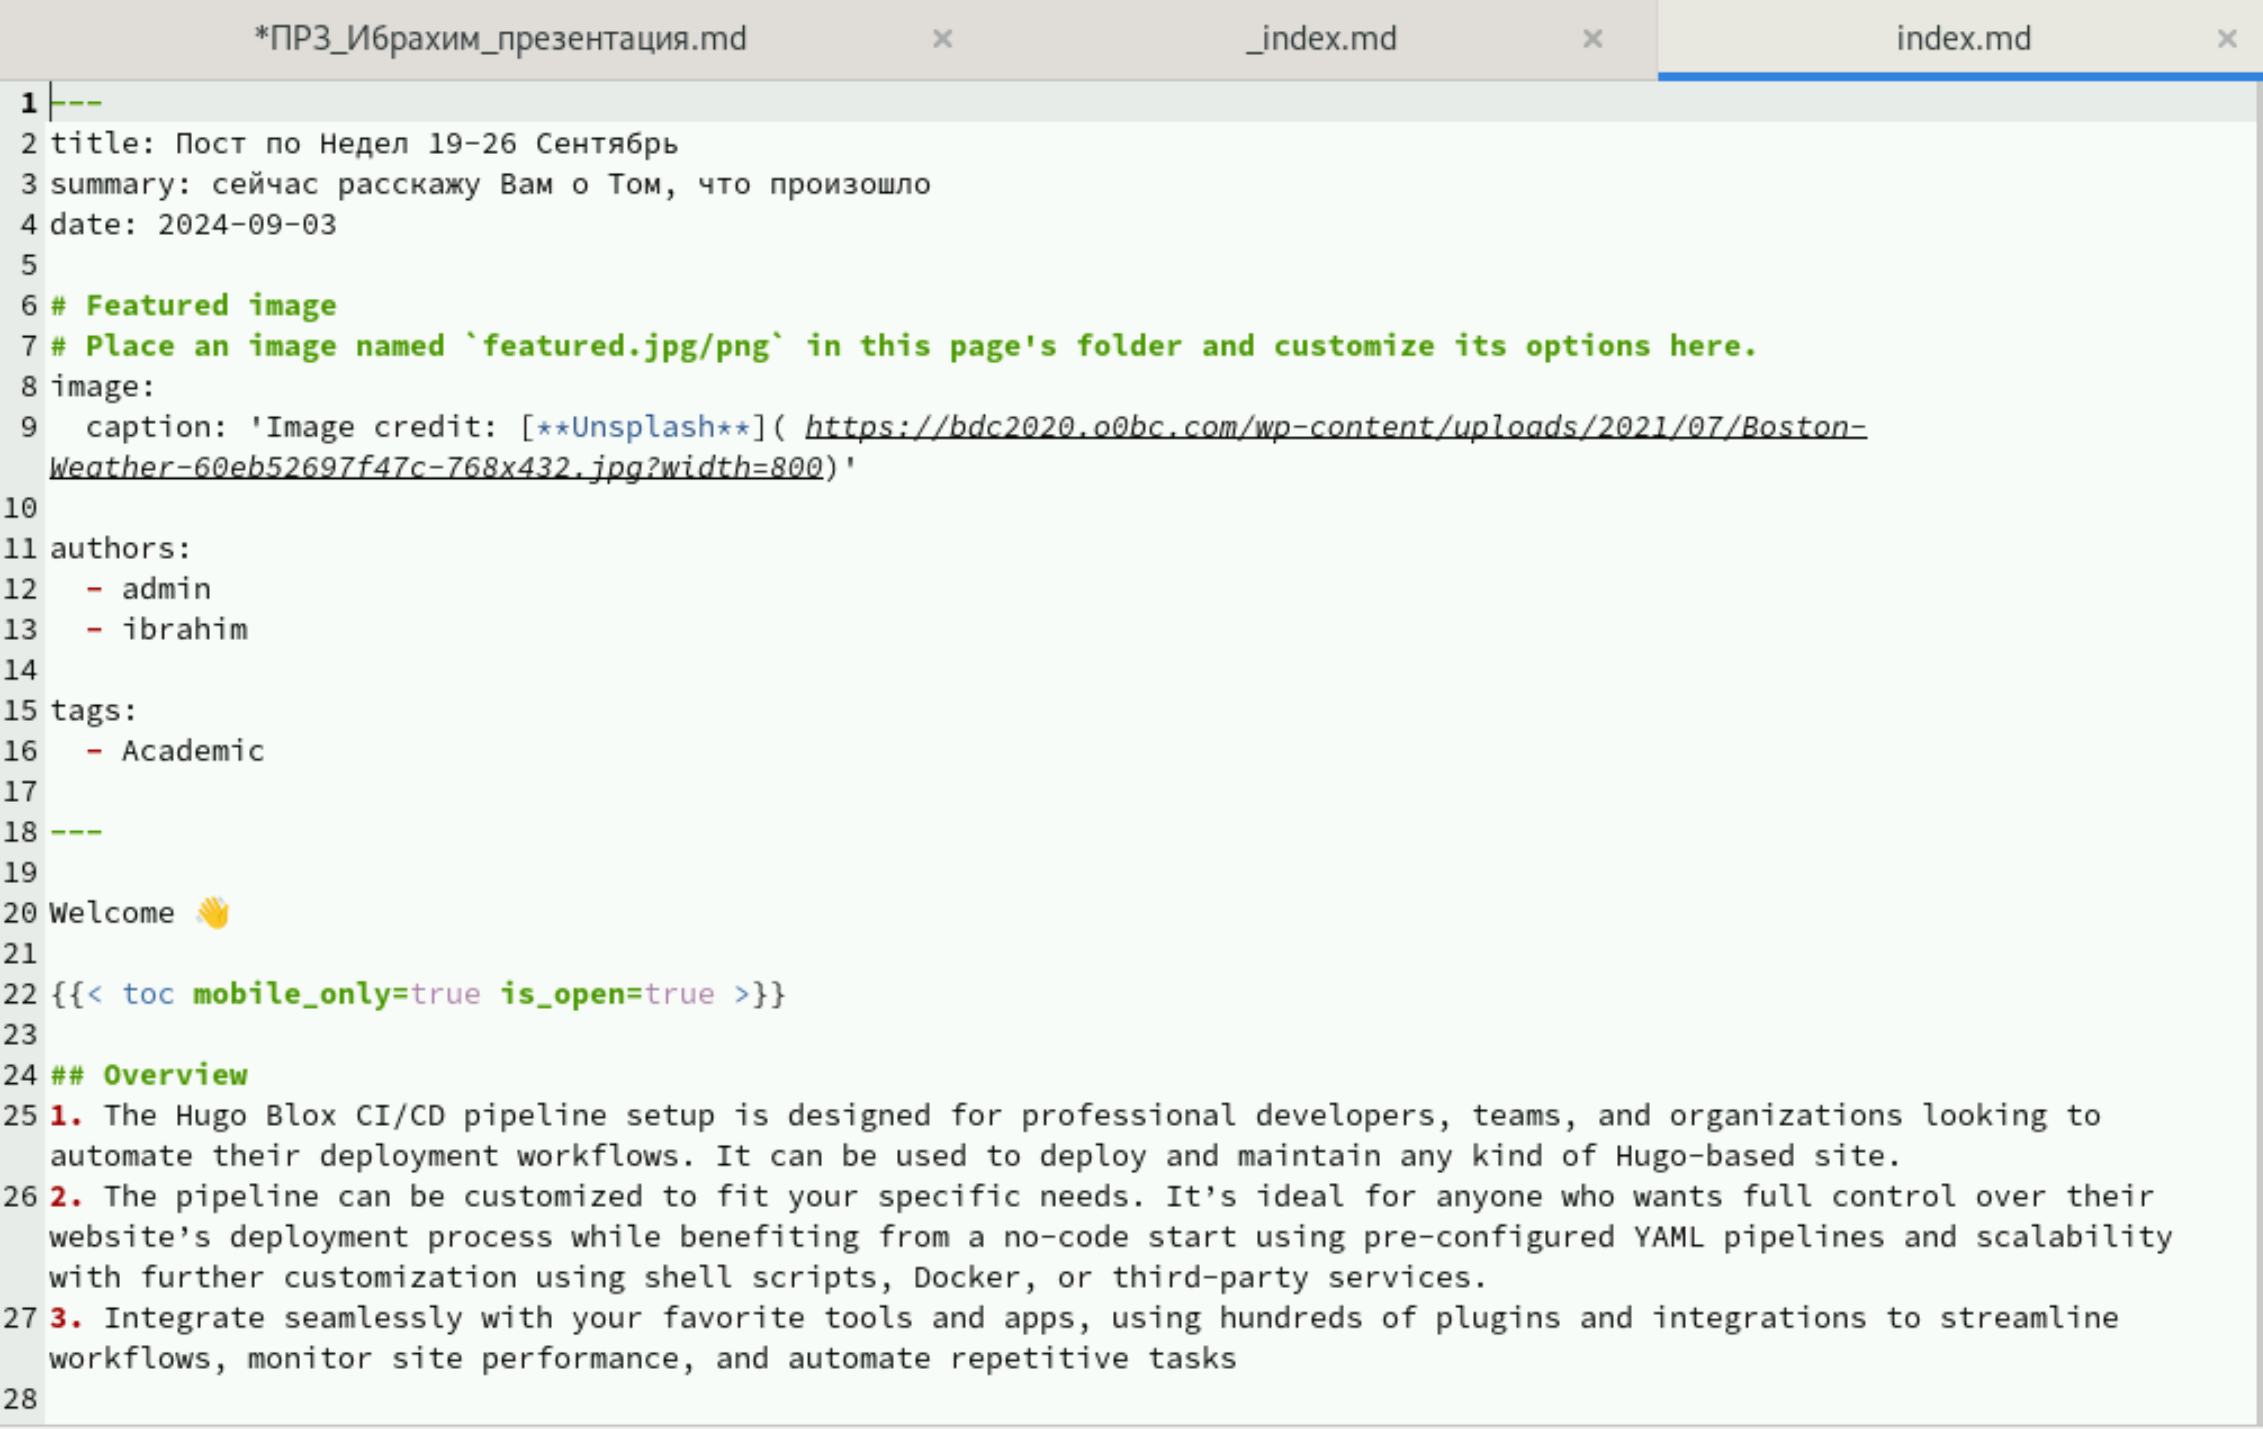 *ПР3_Ибрахим_презентация.md × _index.md × index.md ×
1 ---
2 title: Пост по Недел 19-26 Сентябрь
3 summary: сейчас расскажу Вам о Том, что произошло
4 date: 2024-09-03
5
6 # Featured image
7 # Place an image named `featured.jpg/png` in this page's folder and customize its options here.
8 image:
9   caption: 'Image credit: [**Unsplash**]( https://bdc2020.o0bc.com/wp-content/uploads/2021/07/Boston-
Weather-60eb52697f47c-768x432.jpg?width=800)'
10
11 authors:
12   - admin
13   - ibrahim
14
15 tags:
16   - Academic
17
18 ---
19
20 Welcome 👋
21
22 {{< toc mobile_only=true is_open=true >}}
23
24 ## Overview
25 1. The Hugo Blox CI/CD pipeline setup is designed for professional developers, teams, and organizations looking to
automate their deployment workflows. It can be used to deploy and maintain any kind of Hugo-based site.
26 2. The pipeline can be customized to fit your specific needs. It’s ideal for anyone who wants full control over their
website’s deployment process while benefiting from a no-code start using pre-configured YAML pipelines and scalability
with further customization using shell scripts, Docker, or third-party services.
27 3. Integrate seamlessly with your favorite tools and apps, using hundreds of plugins and integrations to streamline
workflows, monitor site performance, and automate repetitive tasks
28